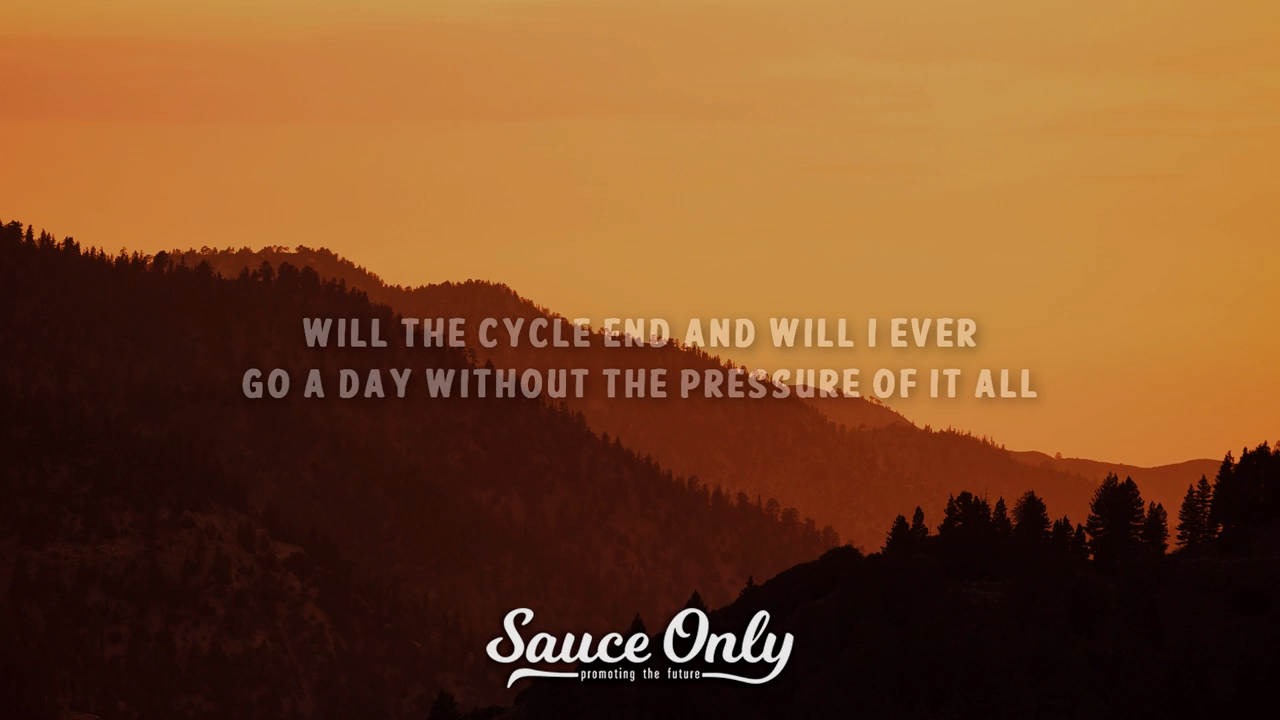 WILL THE CYCLE END AND WILL I EVER
GO A DAY WITHOUT THE PRESSURE OF IT ALL
Sauce Only
promoting the future